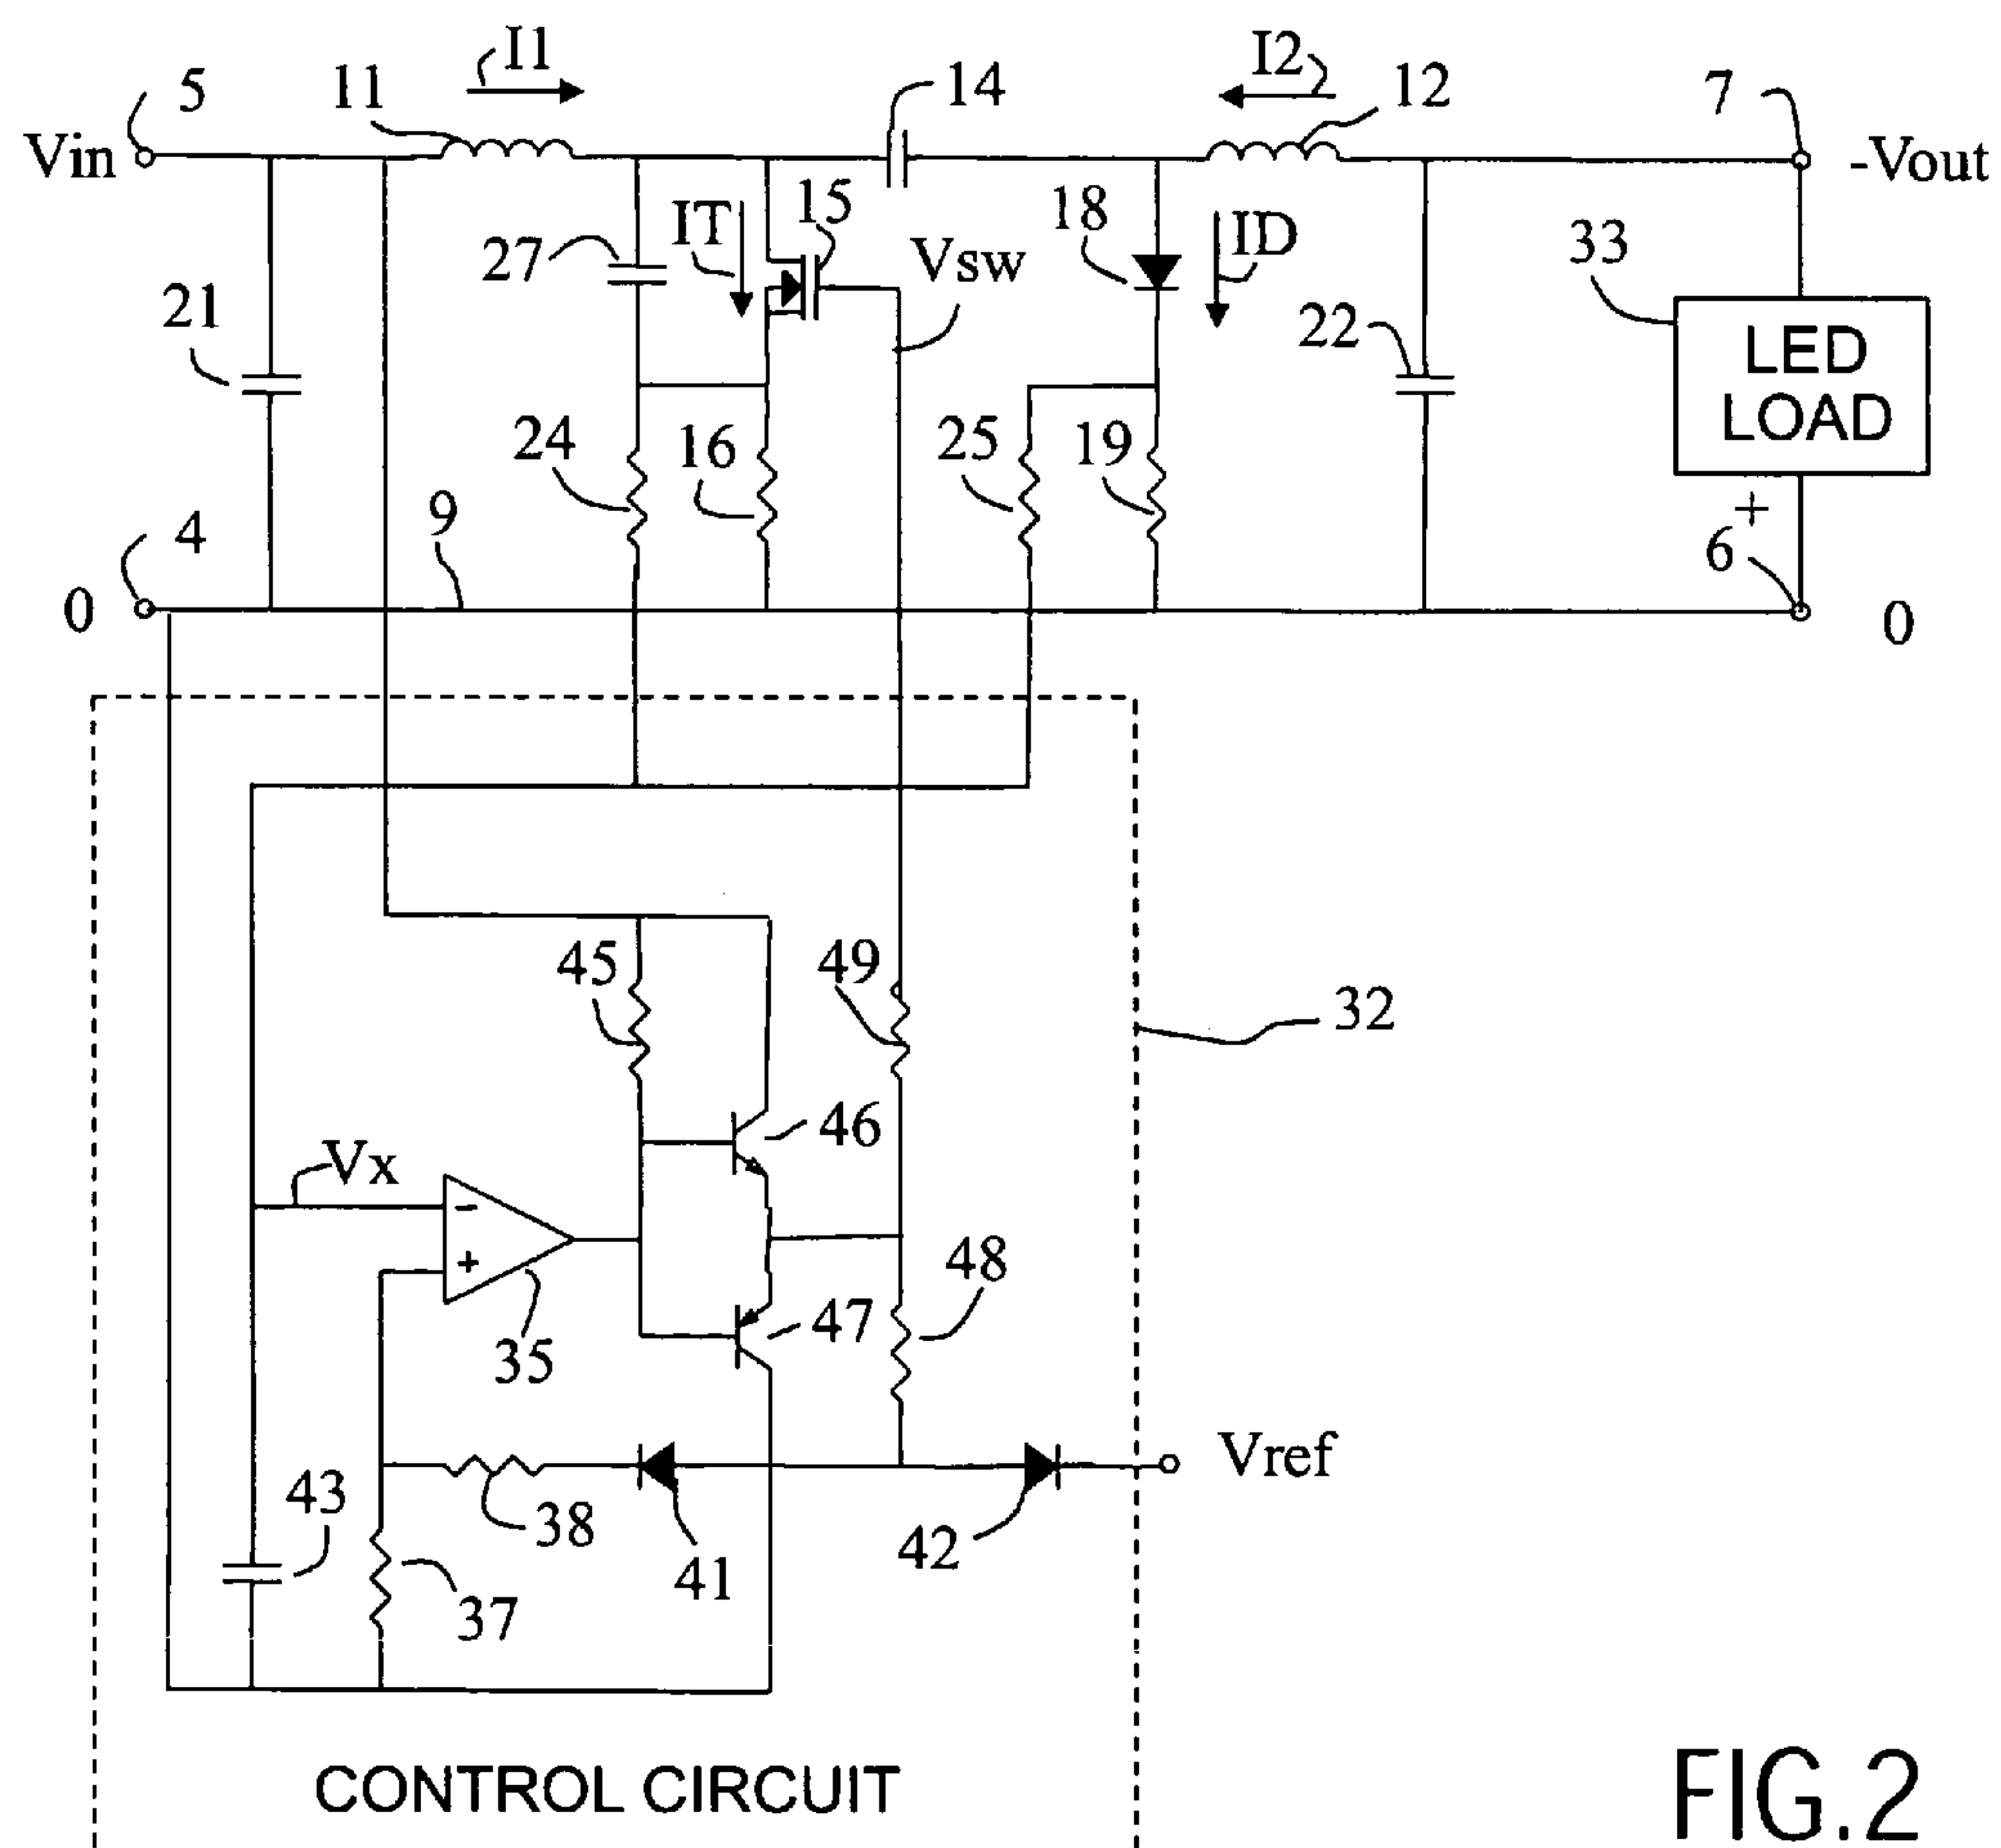 I1
I2
5
11
14
12
7
Vin
-Vout
15
IT
18
ID
33
27
Vsw
21
22
LED
LOAD
24
16
25
19
9
+
4
6
0
0
45
49
32
46
Vx
-
+
48
47
35
Vref
43
38
42
41
37
CONTROL CIRCUIT
FIG.2